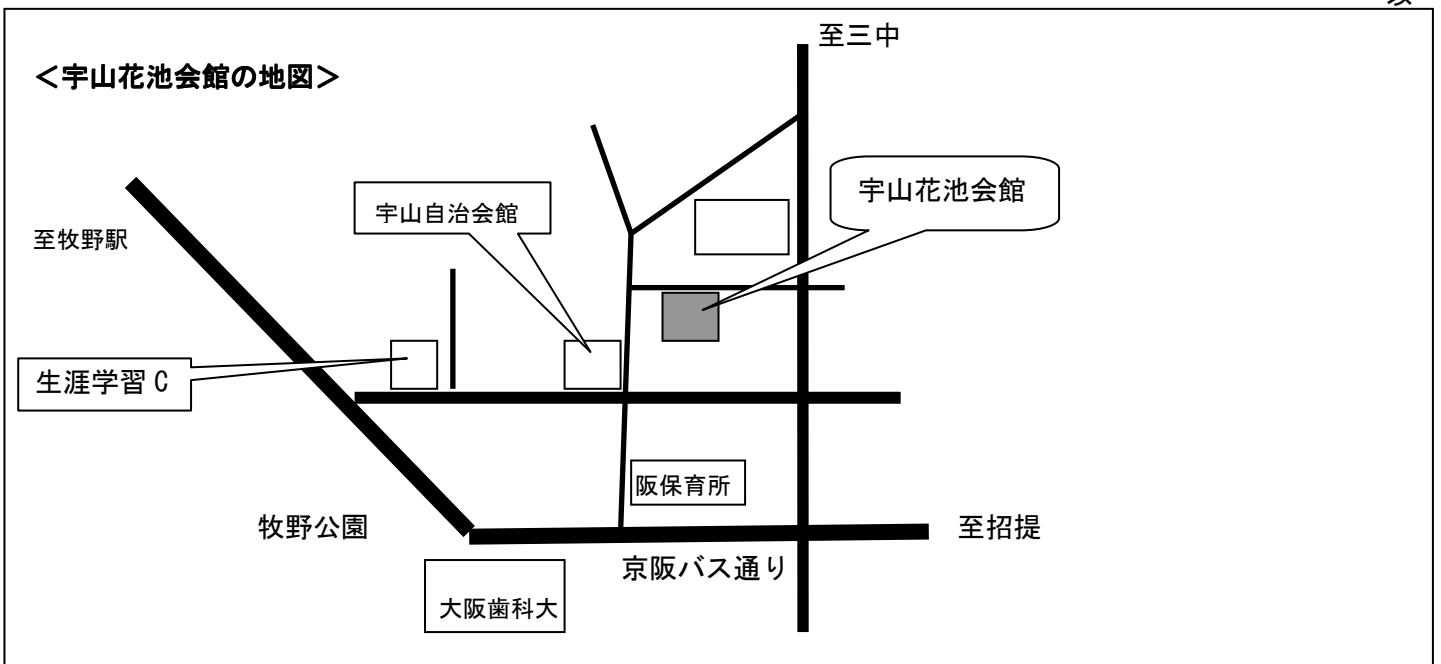 至三中
＜宇山花池会館の地図＞
宇山花池会館
宇山自治会館
至牧野駅
生涯学習 C
阪保育所
牧野公園
至招提
京阪バス通り
大阪歯科大